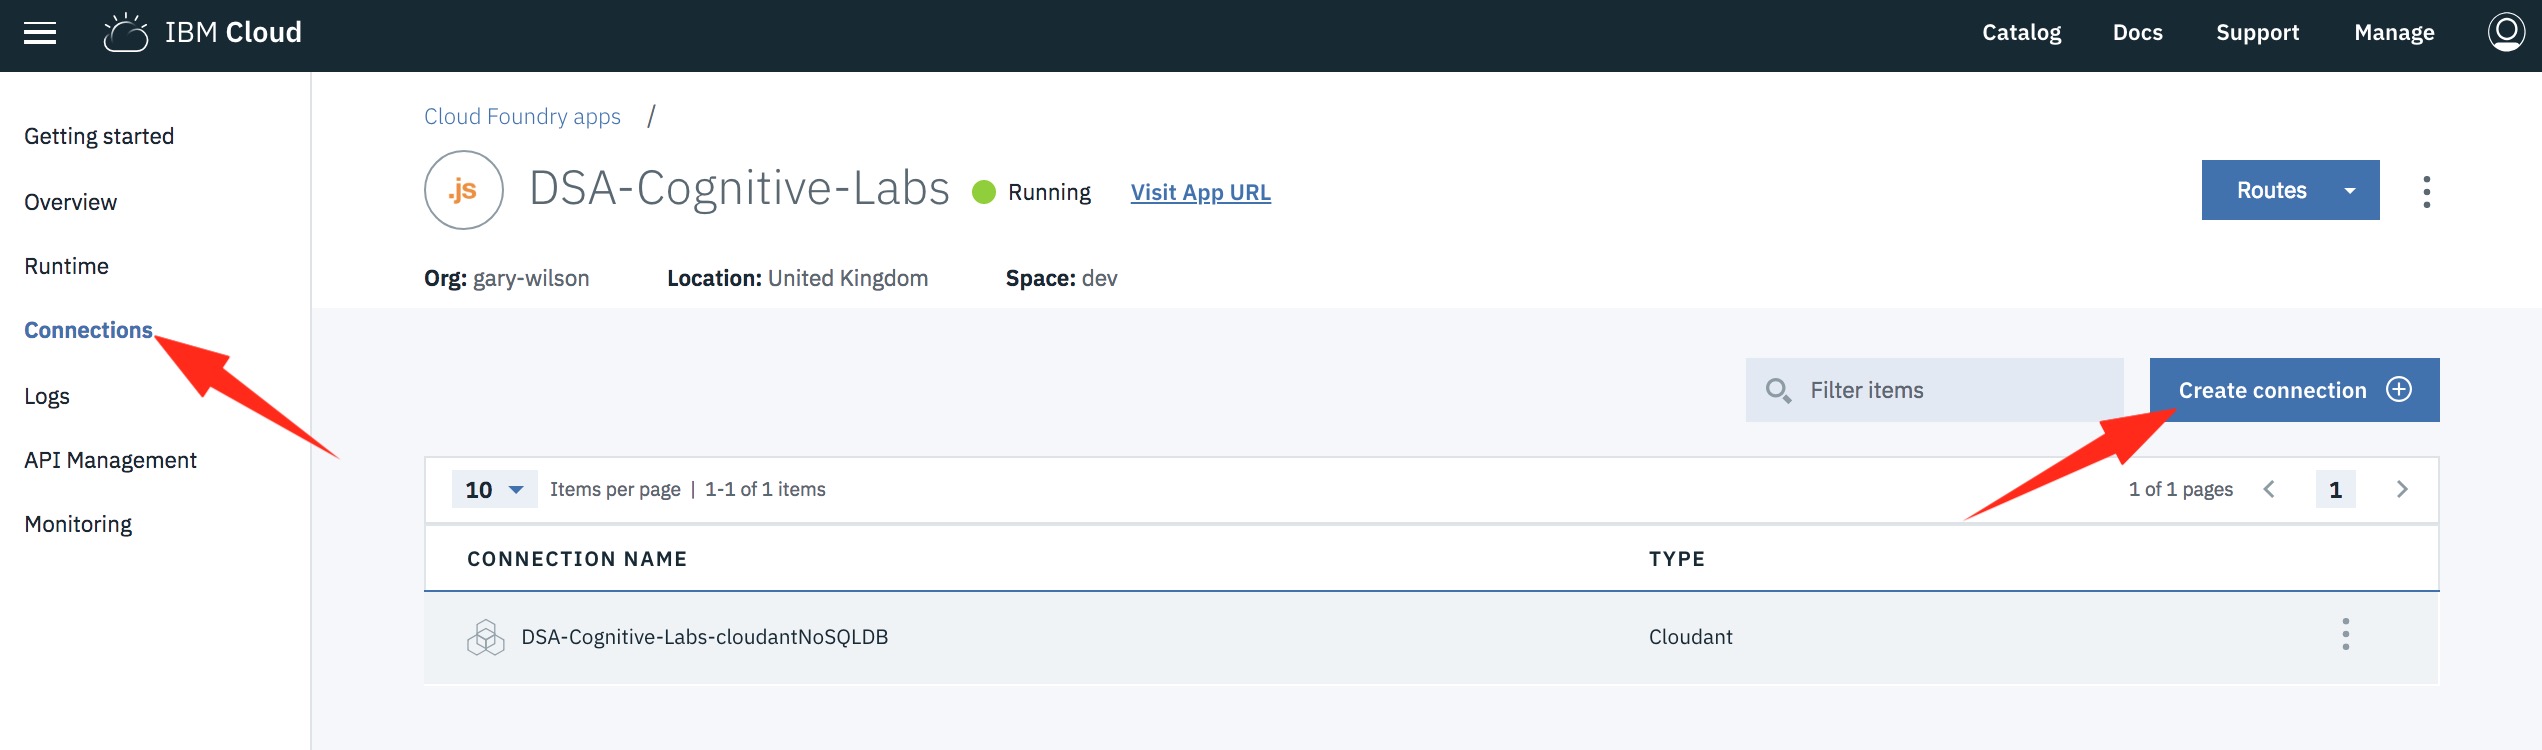 IBM Cloud
Catalog Docs Support Manage
Getting started
Overview
Runtime
Connections
Logs
API Management
Monitoring
Cloud Foundry apps /
.js DSA-Cognitive-Labs Running Visit App URL
Routes
Org: gary-wilson Location: United Kingdom Space: dev
Filter items
Create connection
10 Items per page | 1-1 of 1 items
1 of 1 pages 1
CONNECTION NAME TYPE
DSA-Cognitive-Labs-cloudantNoSQLDB Cloudant